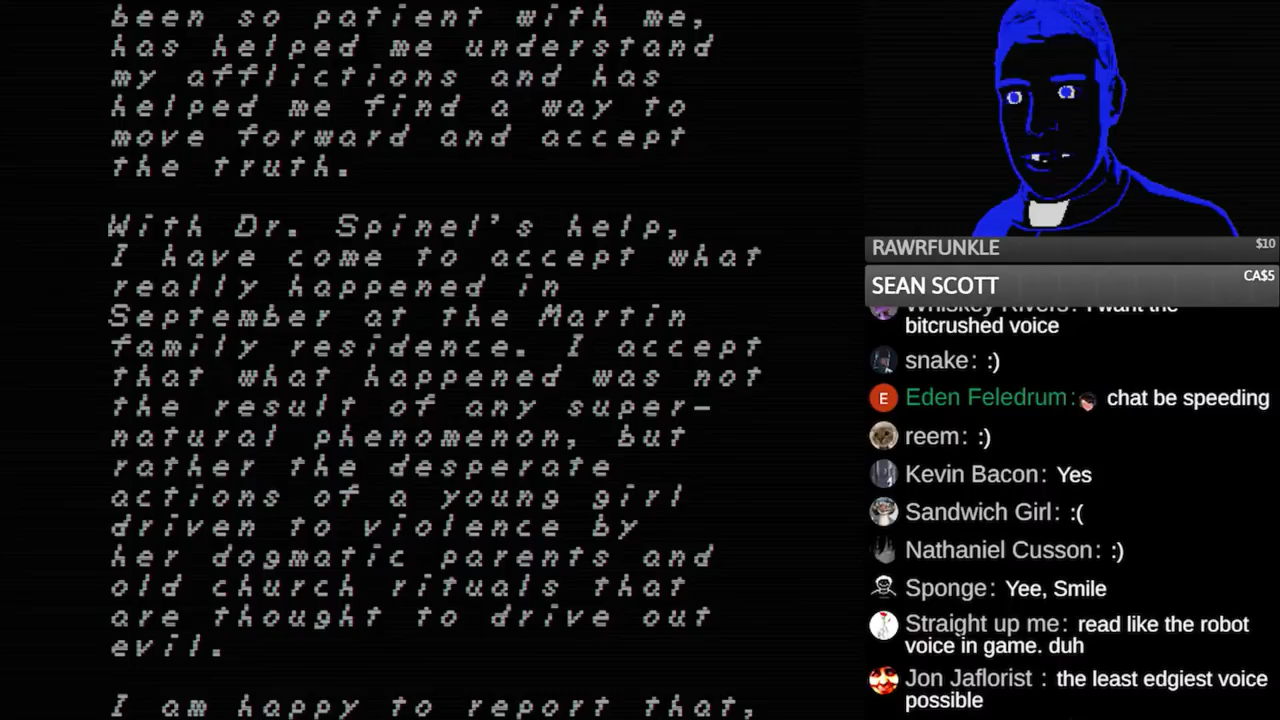 been so patient with me,
has helped me understand
my afflictions and has
helped me find a way to
move forward and accept
the truth.
With Dr. Spinel's help,
I have come to accept what
really happened in
September at the Martin
family residence. I accept
that what happened was not
the result of any super-
natural phenomenon, but
rather the desperate
actions of a young girl
driven to violence by
her dogmatic parents and
old church rituals that
are thought to drive out
evil.
I am happy to report that,
RAWRFUNKLE $10
SEAN SCOTT CA$5
Whiskey Rivers: I want the
bitcrushed voice
snake: :)
E Eden Feledrum: chat be speeding
reem: :)
Kevin Bacon: Yes
Sandwich Girl: :(
Nathaniel Cusson: :)
Sponge: Yee, Smile
Straight up me: read like the robot
voice in game. duh
Jon Jaflorist : the least edgiest voice
possible